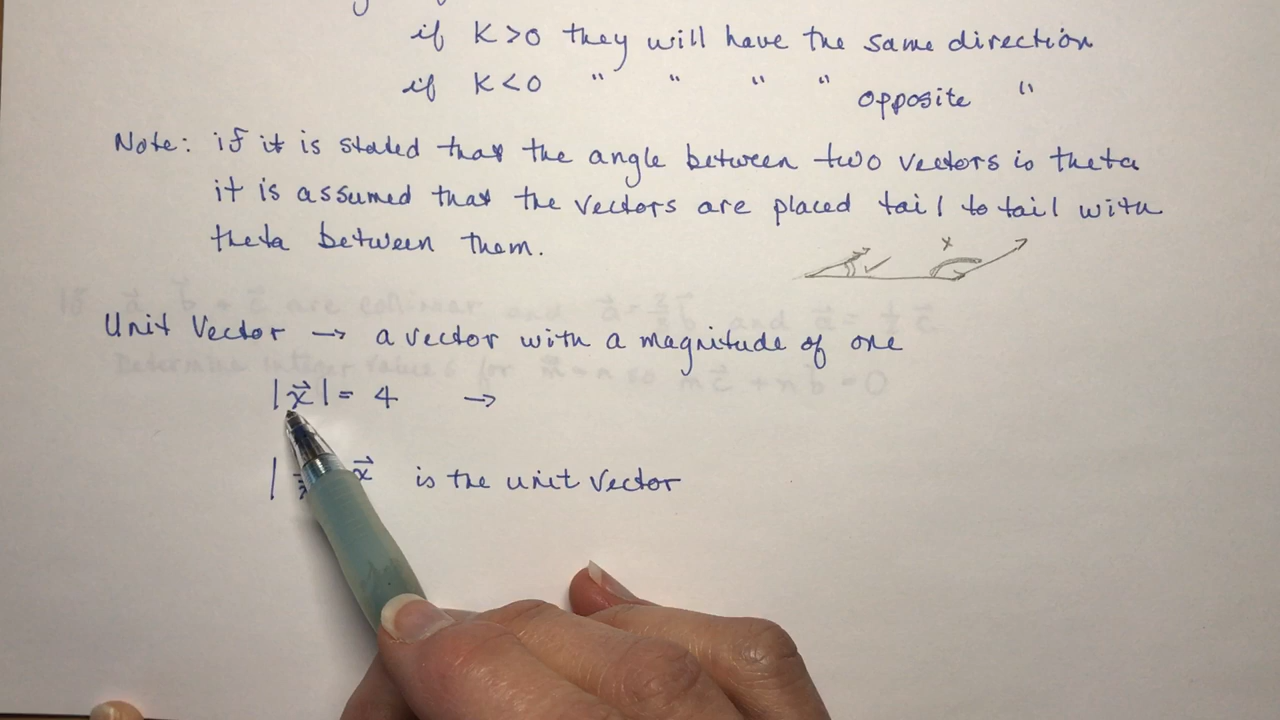 if K>0 they will have the same direction
if K<0 " " " " opposite "
Note: if it is stated that the angle between two vectors is theta
it is assumed that the vectors are placed tail to tail with
theta between them.
Unit Vector → a vector with a magnitude of one
|x⃗| = 4 →
x⃗ is the unit vector